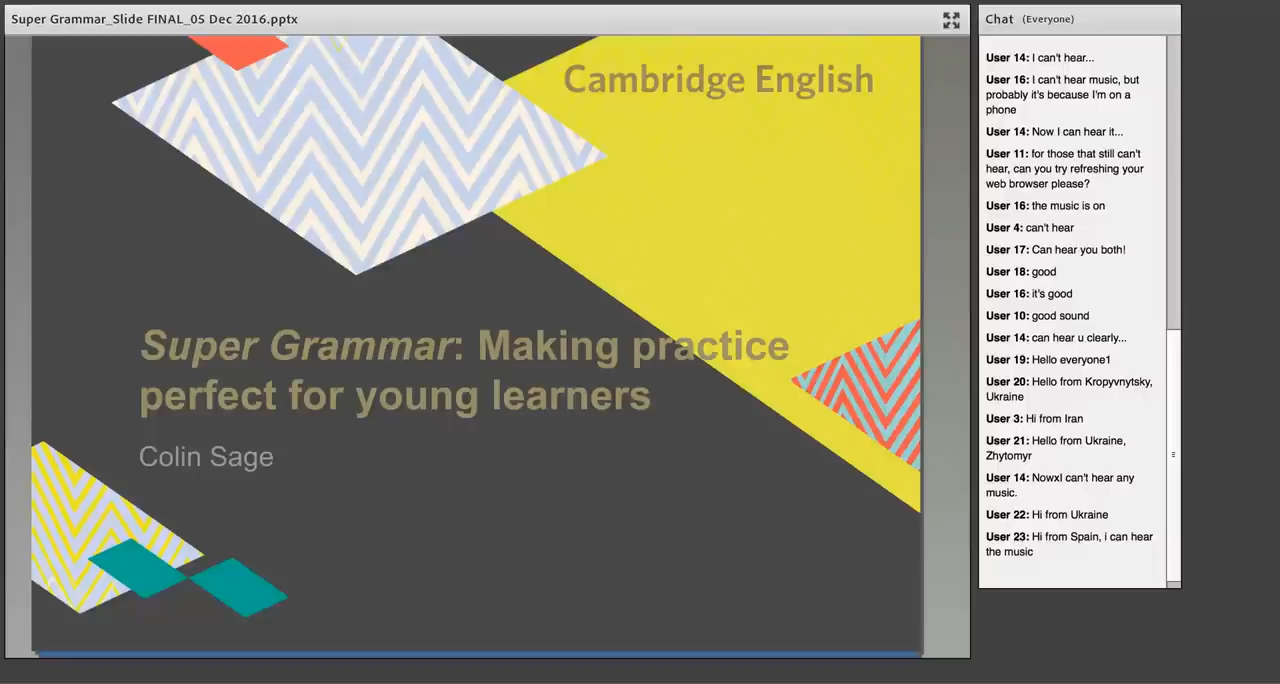 Super Grammar_Slide FINAL_05 Dec 2016.pptx
Cambridge English
Super Grammar: Making practice
perfect for young learners
Colin Sage
Chat (Everyone)
User 14: I can't hear...
User 16: I can't hear music, but
probably it's because I'm on a
phone
User 14: Now I can hear it...
User 11: for those that still can't
hear, can you try refreshing your
web browser please?
User 16: the music is on
User 4: can't hear
User 17: Can hear you both!
User 18: good
User 16: it's good
User 10: good sound
User 14: can hear u clearly...
User 19: Hello everyone1
User 20: Hello from Kropyvnytsky,
Ukraine
User 3: Hi from Iran
User 21: Hello from Ukraine,
Zhytomyr
User 14: NowxI can't hear any
music.
User 22: Hi from Ukraine
User 23: Hi from Spain, i can hear
the music